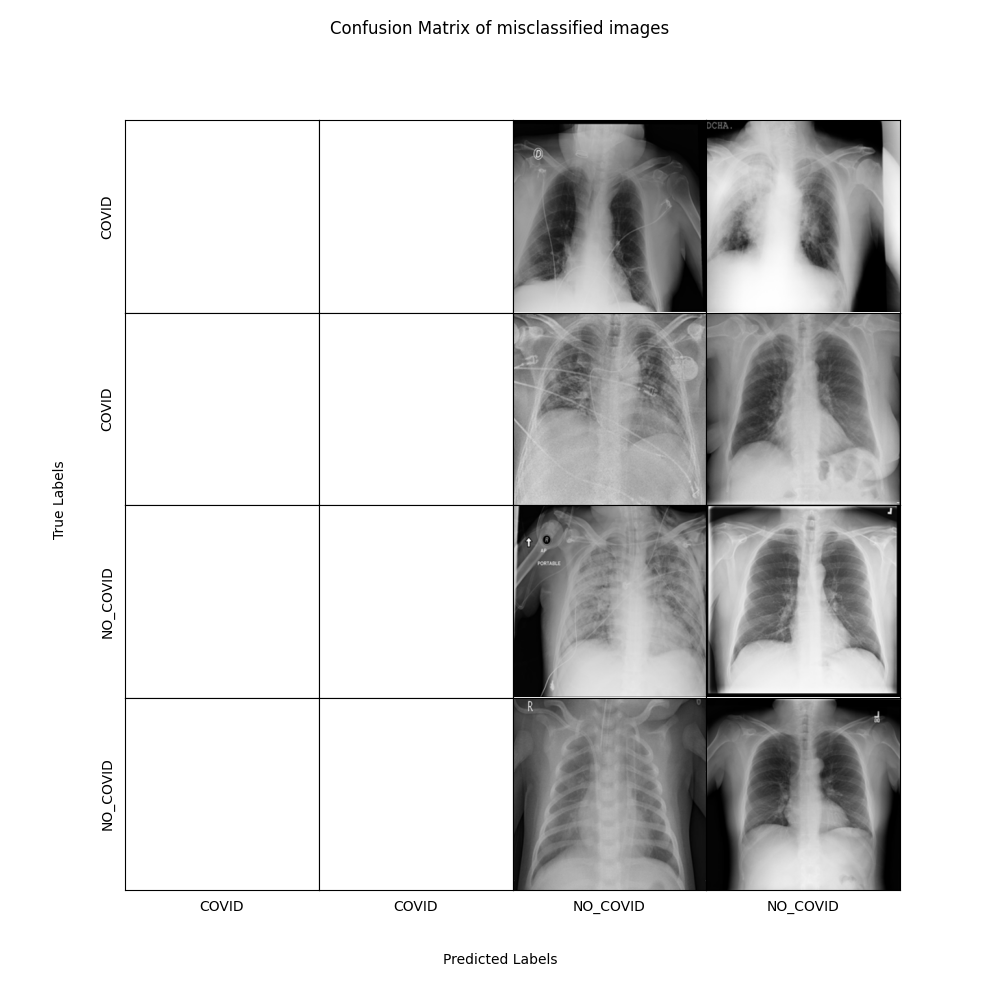 Confusion Matrix of misclassified images
True Labels
COVID
COVID
NO_COVID
NO_COVID
D
DCHA.
PORTABLE
R
COVID
COVID
NO_COVID
NO_COVID
Predicted Labels